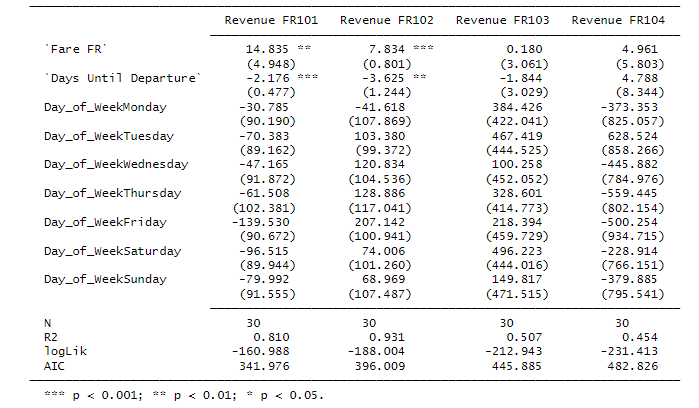 Revenue FR101 Revenue FR102 Revenue FR103 Revenue FR104
`Fare FR` 14.835 ** 7.834 *** 0.180 4.961
(4.948) (0.801) (3.061) (5.803)
`Days Until Departure` -2.176 *** -3.625 ** -1.844 4.788
(0.477) (1.244) (3.029) (8.344)
Day_of_WeekMonday -30.785 -41.618 384.426 -373.353
(90.190) (107.869) (422.041) (825.057)
Day_of_WeekTuesday -70.383 103.380 467.419 628.524
(89.162) (99.372) (444.525) (858.266)
Day_of_WeekWednesday -47.165 120.834 100.258 -445.882
(91.872) (104.536) (452.052) (784.976)
Day_of_WeekThursday -61.508 128.886 328.601 -559.445
(102.381) (117.041) (414.773) (802.154)
Day_of_WeekFriday -139.530 207.142 218.394 -500.254
(90.672) (100.941) (459.729) (934.715)
Day_of_WeekSaturday -96.515 74.006 496.223 -228.914
(89.944) (101.260) (444.016) (766.151)
Day_of_WeekSunday -79.992 68.969 149.817 -379.885
(91.555) (107.487) (471.515) (795.541)
N 30 30 30 30
R2 0.810 0.931 0.507 0.454
logLik -160.988 -188.004 -212.943 -231.413
AIC 341.976 396.009 445.885 482.826
*** p < 0.001; ** p < 0.01; * p < 0.05.